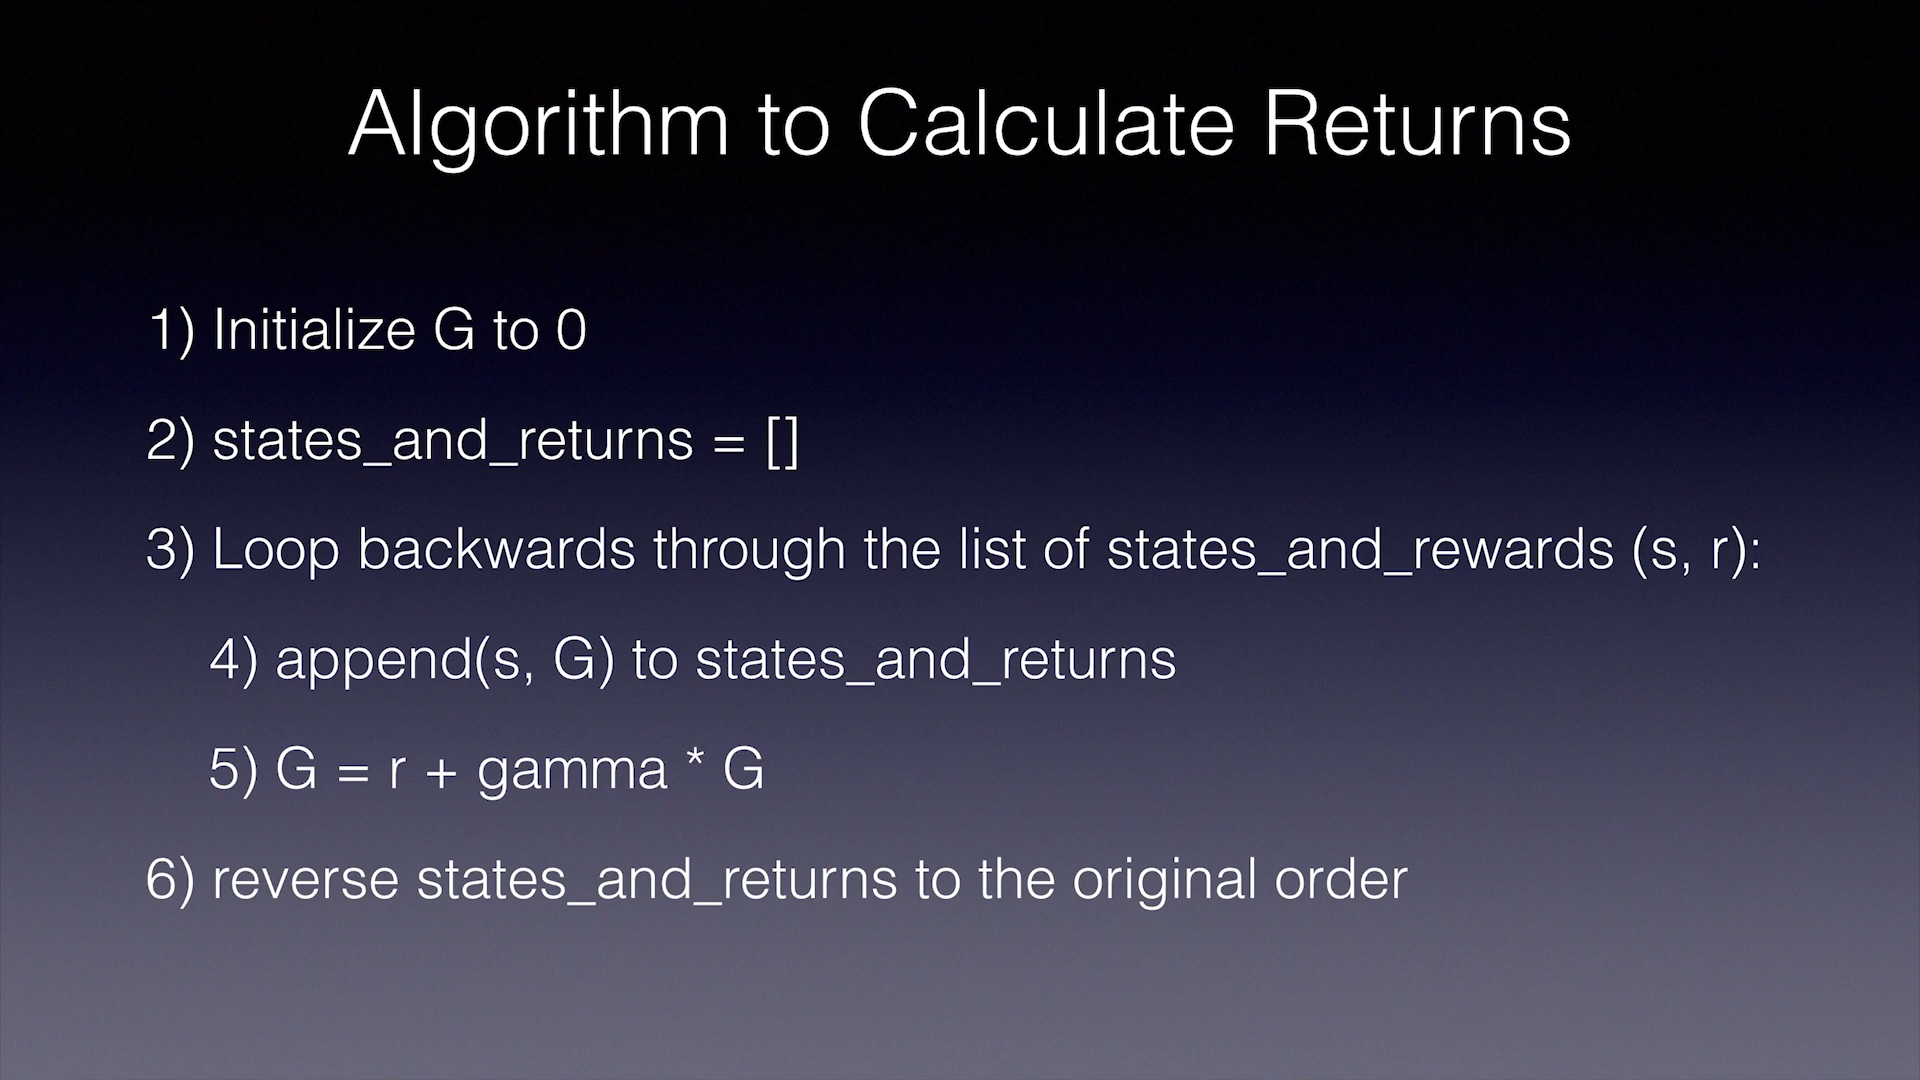 Algorithm to Calculate Returns
1) Initialize G to 0
2) states_and_returns = []
3) Loop backwards through the list of states_and_rewards (s, r):
4) append(s, G) to states_and_returns
5) G = r + gamma * G
6) reverse states_and_returns to the original order